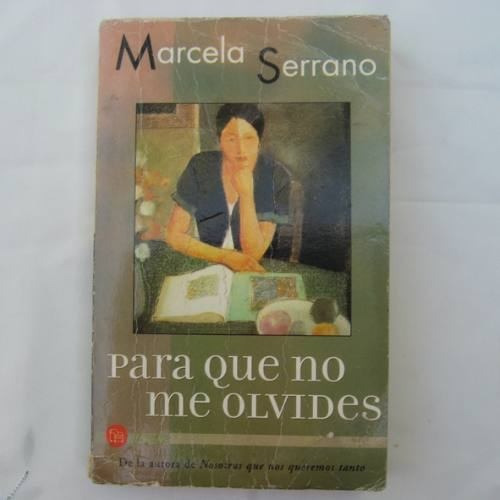 Marcela Serrano
Para que no
me olvides
De la autora de Nosotras que nos queremos tanto